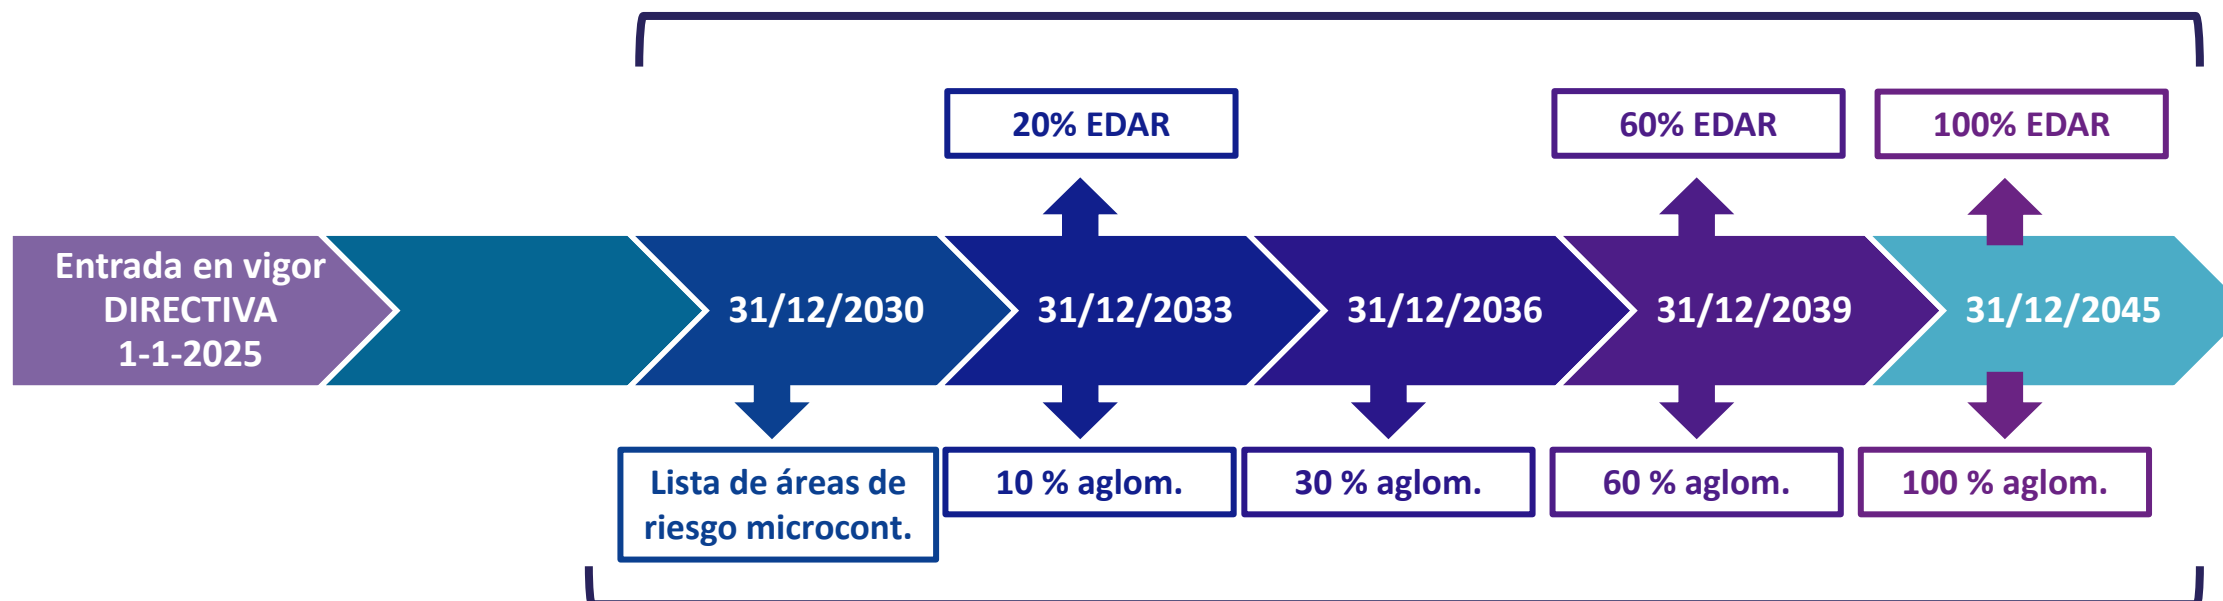 20% EDAR
60% EDAR
100% EDAR
Entrada en vigor
DIRECTIVA
1-1-2025
31/12/2030
31/12/2033
31/12/2036
31/12/2039
31/12/2045
Lista de áreas de
riesgo microcont.
10 % aglom.
30 % aglom.
60 % aglom.
100 % aglom.